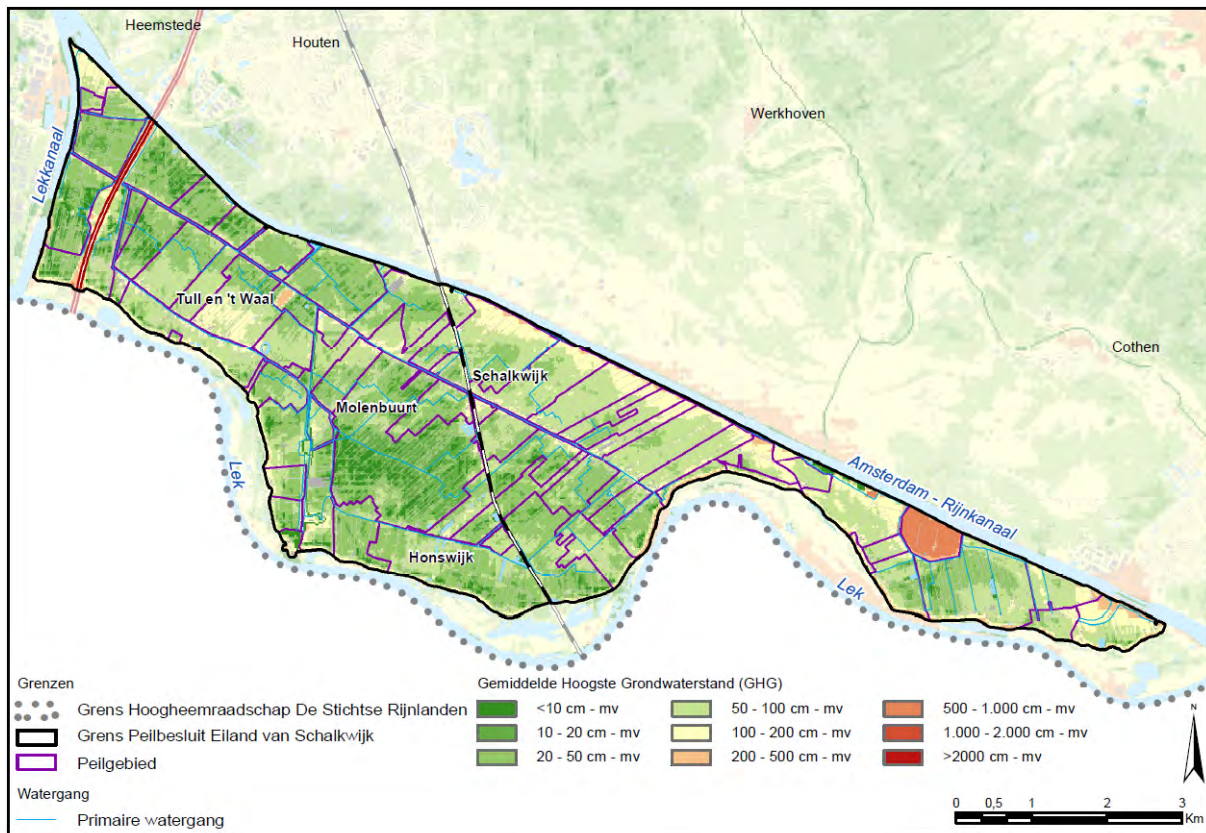 Heemstede
Houten
Werkhoven
Lekkanaal
Tull en 't Waal
Cothen
Schalkwijk
Molenbuurt
Lek
Amsterdam - Rijnkanaal
Honswijk
Lek
Grenzen
Grens Hoogheemraadschap De Stichtse Rijnlanden
Grens Peilbesluit Eiland van Schalkwijk
Peilgebied
Watergang
Primaire watergang
Gemiddelde Hoogste Grondwaterstand (GHG)
<10 cm - mv
10 - 20 cm - mv
20 - 50 cm - mv
50 - 100 cm - mv
100 - 200 cm - mv
200 - 500 cm - mv
500 - 1.000 cm - mv
1.000 - 2.000 cm - mv
>2000 cm - mv
N
0 0,5 1 2 3
Km